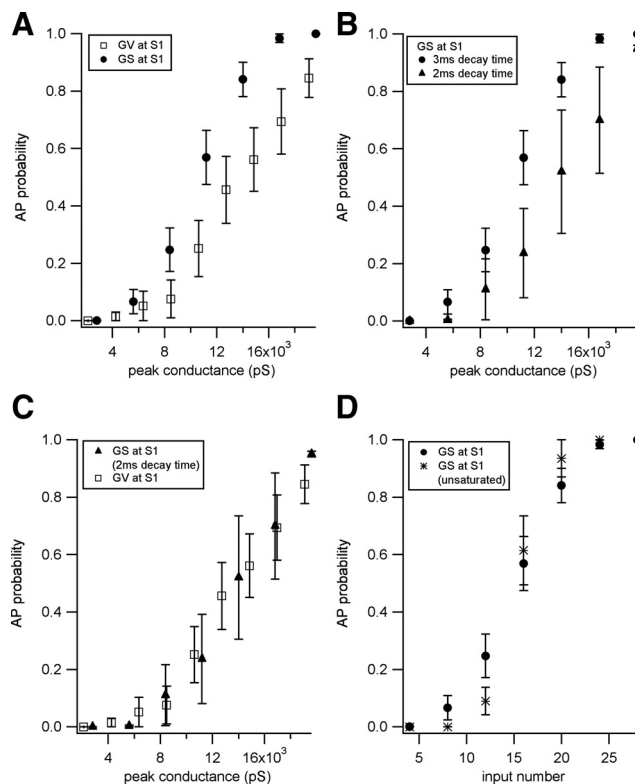 A
GV at S1
GS at S1
AP probability
1.0
0.8
0.6
0.4
0.2
0.0
4
8
12
16x10³
peak conductance (pS)
B
GS at S1
3ms decay time
2ms decay time
AP probability
1.0
0.8
0.6
0.4
0.2
0.0
4
8
12
16x10³
peak conductance (pS)
C
GS at S1
(2ms decay time)
GV at S1
AP probability
1.0
0.8
0.6
0.4
0.2
0.0
4
8
12
16x10³
peak conductance (pS)
D
GS at S1
GS at S1
(unsaturated)
AP probability
1.0
0.8
0.6
0.4
0.2
0.0
5
10
15
20
25
input number